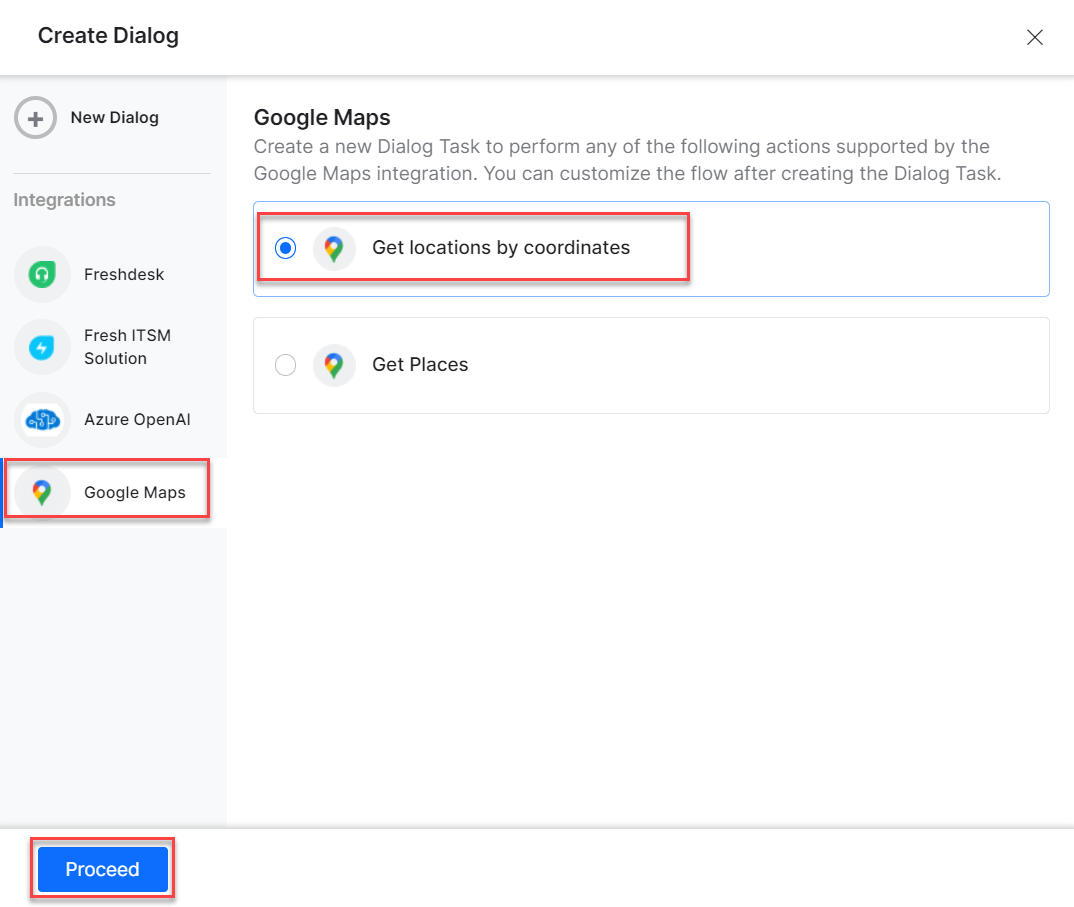 Create Dialog
New Dialog
Integrations
Freshdesk
Fresh ITSM
Solution
Azure OpenAI
Google Maps
Google Maps
Create a new Dialog Task to perform any of the following actions supported by the
Google Maps integration. You can customize the flow after creating the Dialog Task.
Get locations by coordinates
Get Places
Proceed